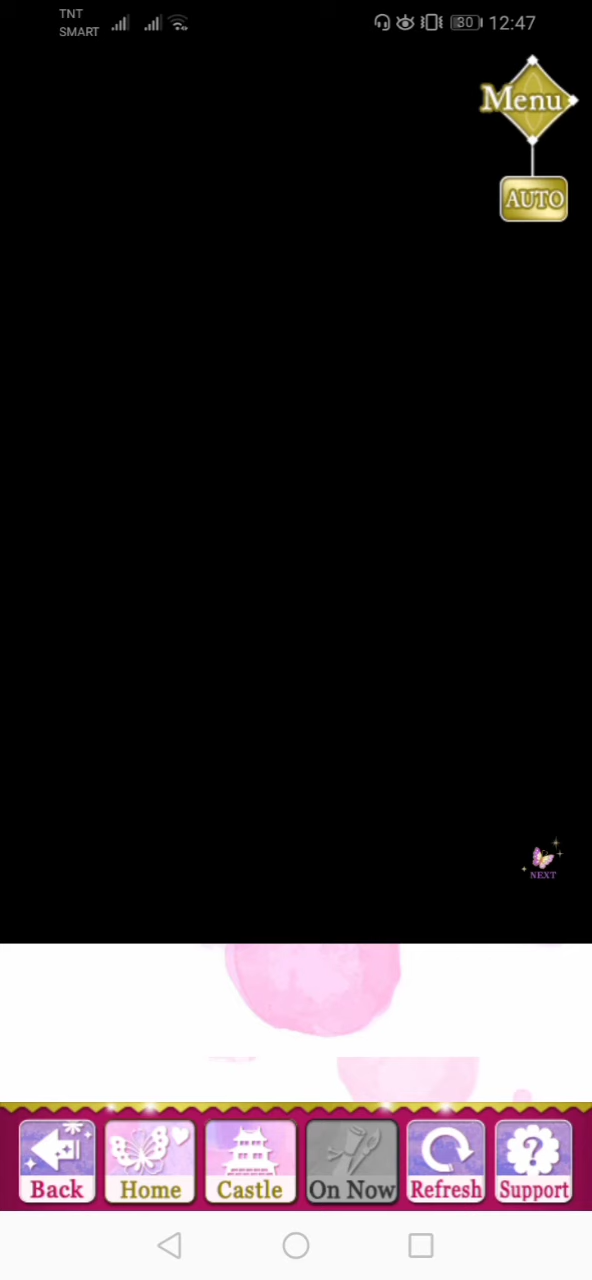 TNT
SMART
80 12:47
Menu
AUTO
NEXT
Back Home Castle On Now Refresh ? Support